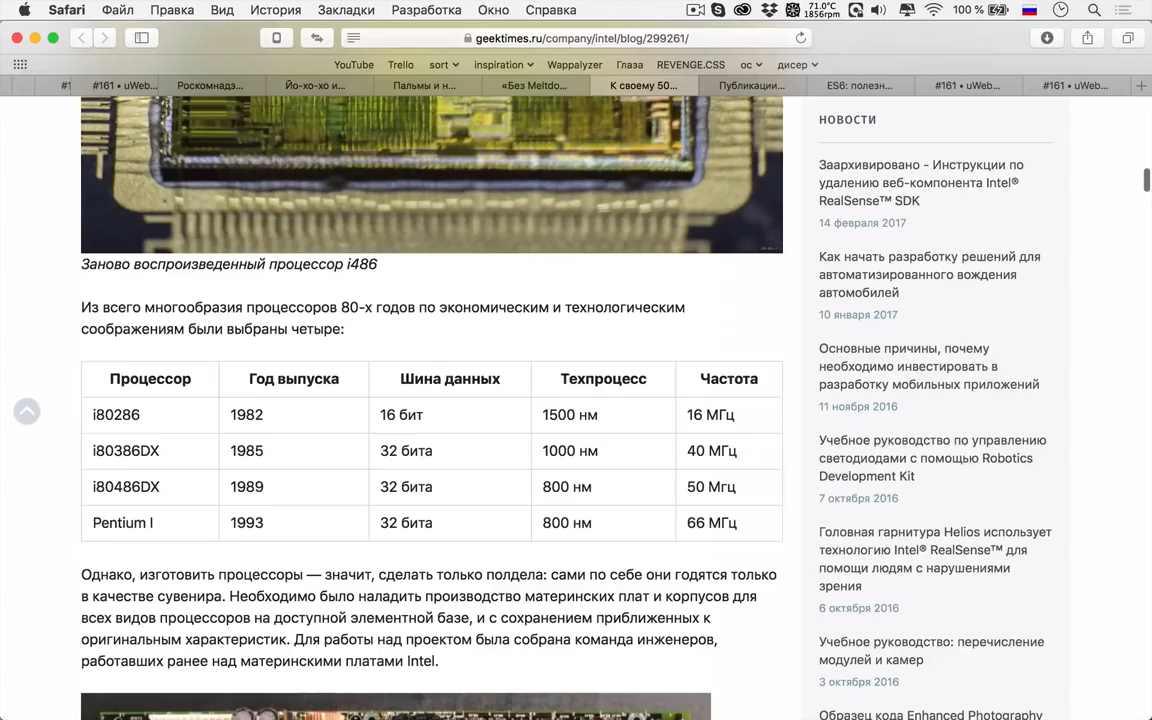 Safari Файл Правка Вид История Закладки Разработка Окно Справка 71.0°C 1856rpm 100 %
geektimes.ru/company/intel/blog/299261/
YouTube Trello sort inspiration Wappalyzer Глаза REVENGE.CSS ос дисер
#1 #161 • uWeb... Роскомнадз... Йо-хо-хо и... Пальмы и н... «Без Meltdo... К своему 50... Публикации... ES6: полезн... #161 • uWeb... #161 • uWeb...
Заново воспроизведенный процессор i486
Из всего многообразия процессоров 80-х годов по экономическим и технологическим
соображениям были выбраны четыре:
Процессор Год выпуска Шина данных Техпроцесс Частота
i80286 1982 16 бит 1500 нм 16 МГц
i80386DX 1985 32 бита 1000 нм 40 МГц
i80486DX 1989 32 бита 800 нм 50 МГц
Pentium I 1993 32 бита 800 нм 66 МГц
Однако, изготовить процессоры — значит, сделать только полдела: сами по себе они годятся только
в качестве сувенира. Необходимо было наладить производство материнских плат и корпусов для
всех видов процессоров на доступной элементной базе, и с сохранением приближенных к
оригинальным характеристик. Для работы над проектом была собрана команда инженеров,
работавших ранее над материнскими платами Intel.
НОВОСТИ
Заархивировано - Инструкции по
удалению веб-компонента Intel®
RealSense™ SDK
14 февраля 2017
Как начать разработку решений для
автоматизированного вождения
автомобилей
10 января 2017
Основные причины, почему
необходимо инвестировать в
разработку мобильных приложений
11 ноября 2016
Учебное руководство по управлению
светодиодами с помощью Robotics
Development Kit
7 октября 2016
Головная гарнитура Helios использует
технологию Intel® RealSense™ для
помощи людям с нарушениями
зрения
6 октября 2016
Учебное руководство: перечисление
модулей и камер
3 октября 2016
Образец кода Enhanced Photography